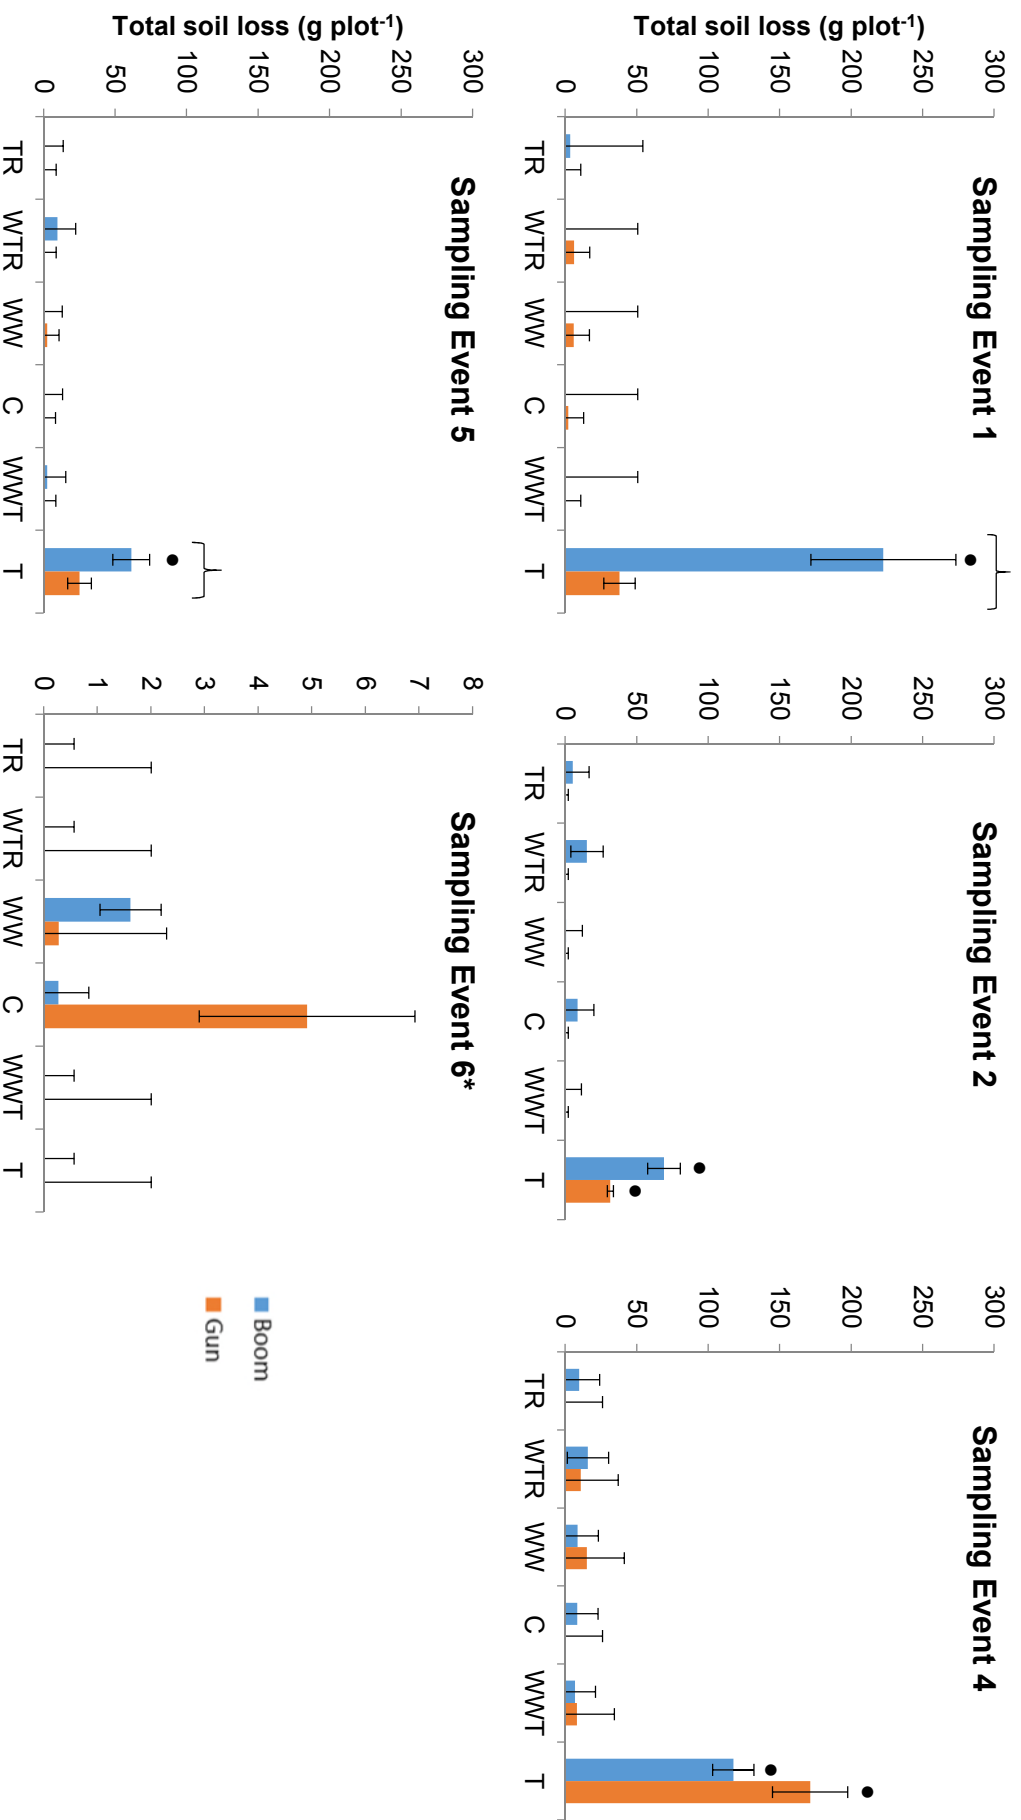 Sampling Event 1
Total soil loss (g plot-1)
300
250
200
150
100
50
0
TR WTR WW C WWT T
Sampling Event 2
300
250
200
150
100
50
0
TR WTR WW C WWT T
Sampling Event 4
300
250
200
150
100
50
0
TR WTR WW C WWT T
Sampling Event 5
Total soil loss (g plot-1)
300
250
200
150
100
50
0
TR WTR WW C WWT T
Sampling Event 6*
8
7
6
5
4
3
2
1
0
TR WTR WW C WWT T
Boom
Gun